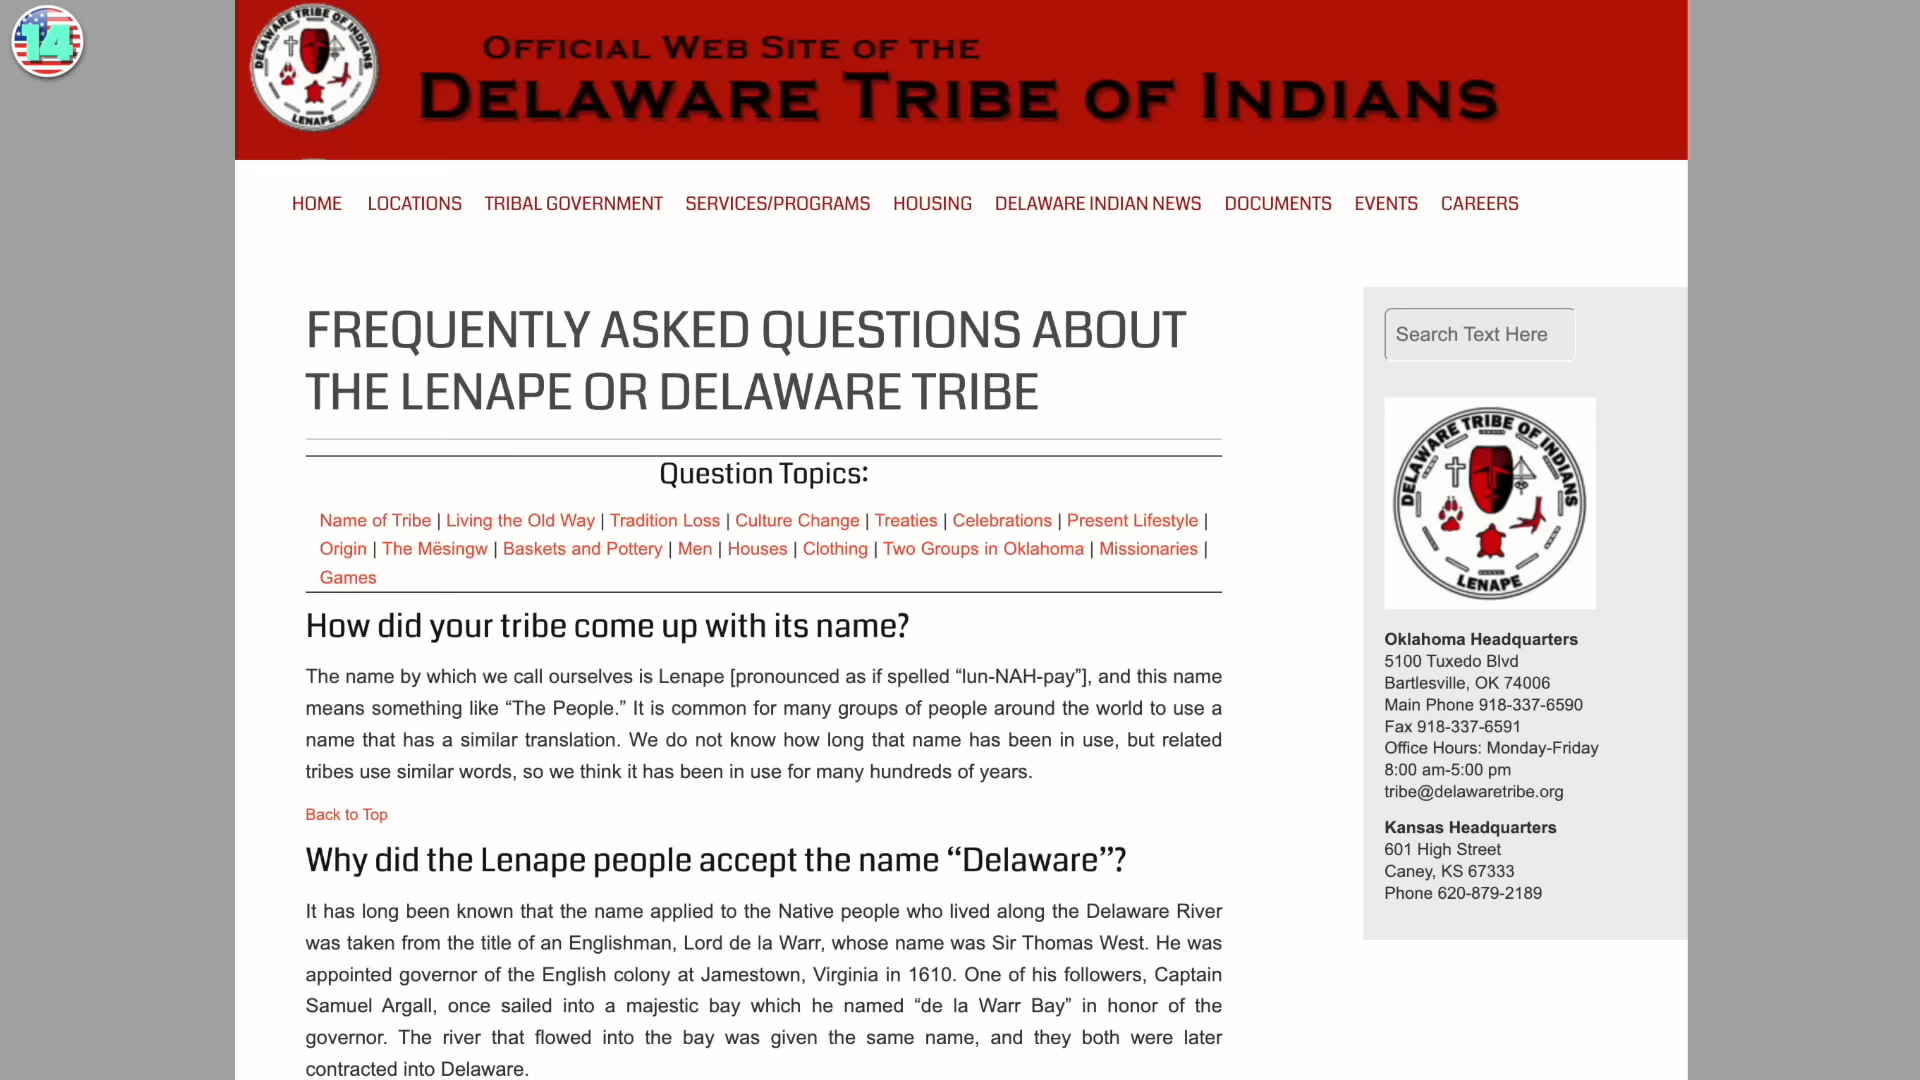 14
DELAWARE TRIBE OF INDIANS
LENAPE
OFFICIAL WEB SITE OF THE
DELAWARE TRIBE OF INDIANS
HOME LOCATIONS TRIBAL GOVERNMENT SERVICES/PROGRAMS HOUSING DELAWARE INDIAN NEWS DOCUMENTS EVENTS CAREERS
FREQUENTLY ASKED QUESTIONS ABOUT
THE LENAPE OR DELAWARE TRIBE
Question Topics:
Name of Tribe | Living the Old Way | Tradition Loss | Culture Change | Treaties | Celebrations | Present Lifestyle |
Origin | The Mësingw | Baskets and Pottery | Men | Houses | Clothing | Two Groups in Oklahoma | Missionaries |
Games
How did your tribe come up with its name?
The name by which we call ourselves is Lenape [pronounced as if spelled “lun-NAH-pay”], and this name
means something like “The People.” It is common for many groups of people around the world to use a
name that has a similar translation. We do not know how long that name has been in use, but related
tribes use similar words, so we think it has been in use for many hundreds of years.
Back to Top
Why did the Lenape people accept the name “Delaware”?
It has long been known that the name applied to the Native people who lived along the Delaware River
was taken from the title of an Englishman, Lord de la Warr, whose name was Sir Thomas West. He was
appointed governor of the English colony at Jamestown, Virginia in 1610. One of his followers, Captain
Samuel Argall, once sailed into a majestic bay which he named “de la Warr Bay” in honor of the
governor. The river that flowed into the bay was given the same name, and they both were later
contracted into Delaware.
Search Text Here
DELAWARE TRIBE OF INDIANS
LENAPE
Oklahoma Headquarters
5100 Tuxedo Blvd
Bartlesville, OK 74006
Main Phone 918-337-6590
Fax 918-337-6591
Office Hours: Monday-Friday
8:00 am-5:00 pm
tribe@delawaretribe.org
Kansas Headquarters
601 High Street
Caney, KS 67333
Phone 620-879-2189